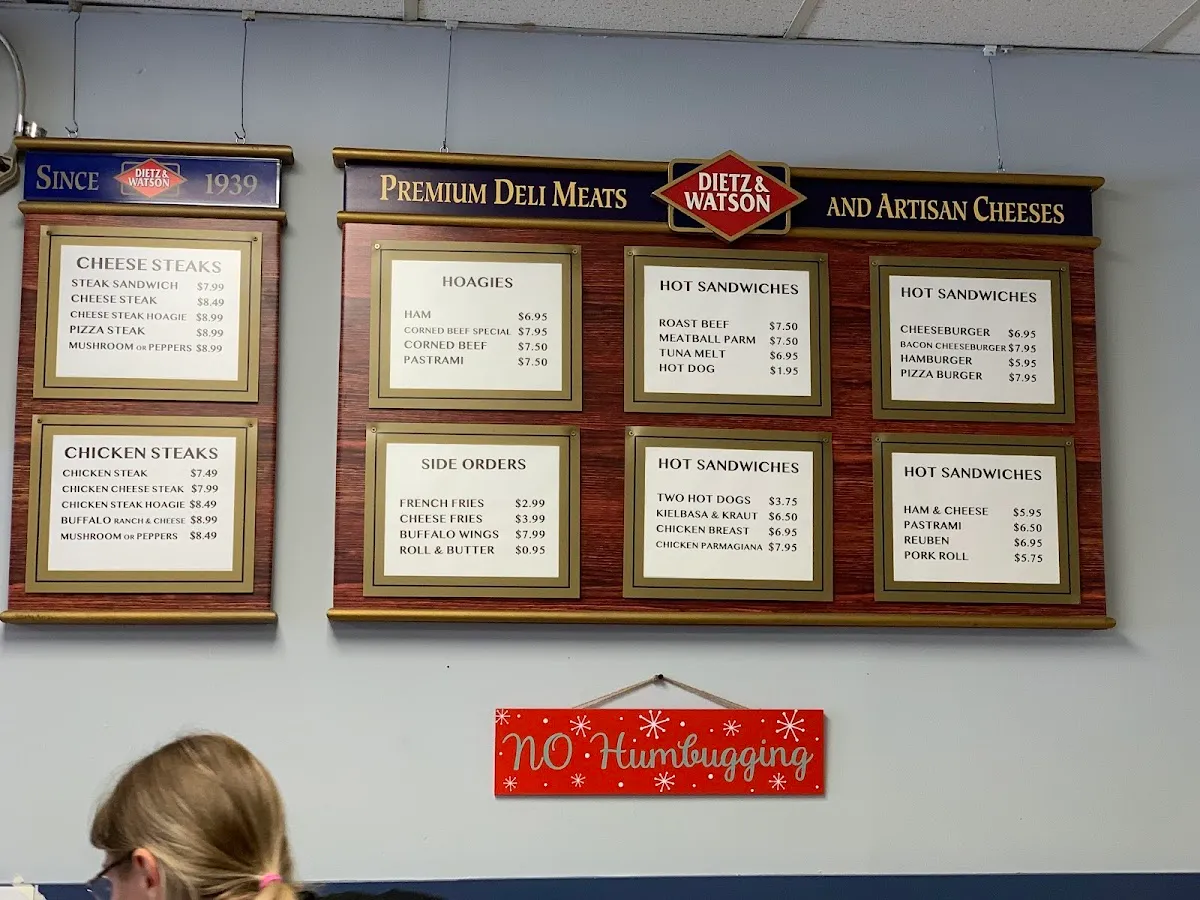 SINCE DIETZ & WATSON 1939
CHEESE STEAKS
STEAK SANDWICH $7.99
CHEESE STEAK $8.49
CHEESE STEAK HOAGIE $8.99
PIZZA STEAK $8.99
MUSHROOM OR PEPPERS $8.99
CHICKEN STEAKS
CHICKEN STEAK $7.49
CHICKEN CHEESE STEAK $7.99
CHICKEN STEAK HOAGIE $8.49
BUFFALO RANCH & CHEESE $8.99
MUSHROOM OR PEPPERS $8.49
PREMIUM DELI MEATS DIETZ & WATSON AND ARTISAN CHEESES
HOAGIES
HAM $6.95
CORNED BEEF SPECIAL $7.95
CORNED BEEF $7.50
PASTRAMI $7.50
HOT SANDWICHES
ROAST BEEF $7.50
MEATBALL PARM $7.50
TUNA MELT $6.95
HOT DOG $1.95
HOT SANDWICHES
CHEESEBURGER $6.95
BACON CHEESEBURGER $7.95
HAMBURGER $5.95
PIZZA BURGER $7.95
SIDE ORDERS
FRENCH FRIES $2.99
CHEESE FRIES $3.99
BUFFALO WINGS $7.99
ROLL & BUTTER $0.95
HOT SANDWICHES
TWO HOT DOGS $3.75
KIELBASA & KRAUT $6.50
CHICKEN BREAST $6.95
CHICKEN PARMAGIANA $7.95
HOT SANDWICHES
HAM & CHEESE $5.95
PASTRAMI $6.50
REUBEN $6.95
PORK ROLL $5.75
NO Humbugging